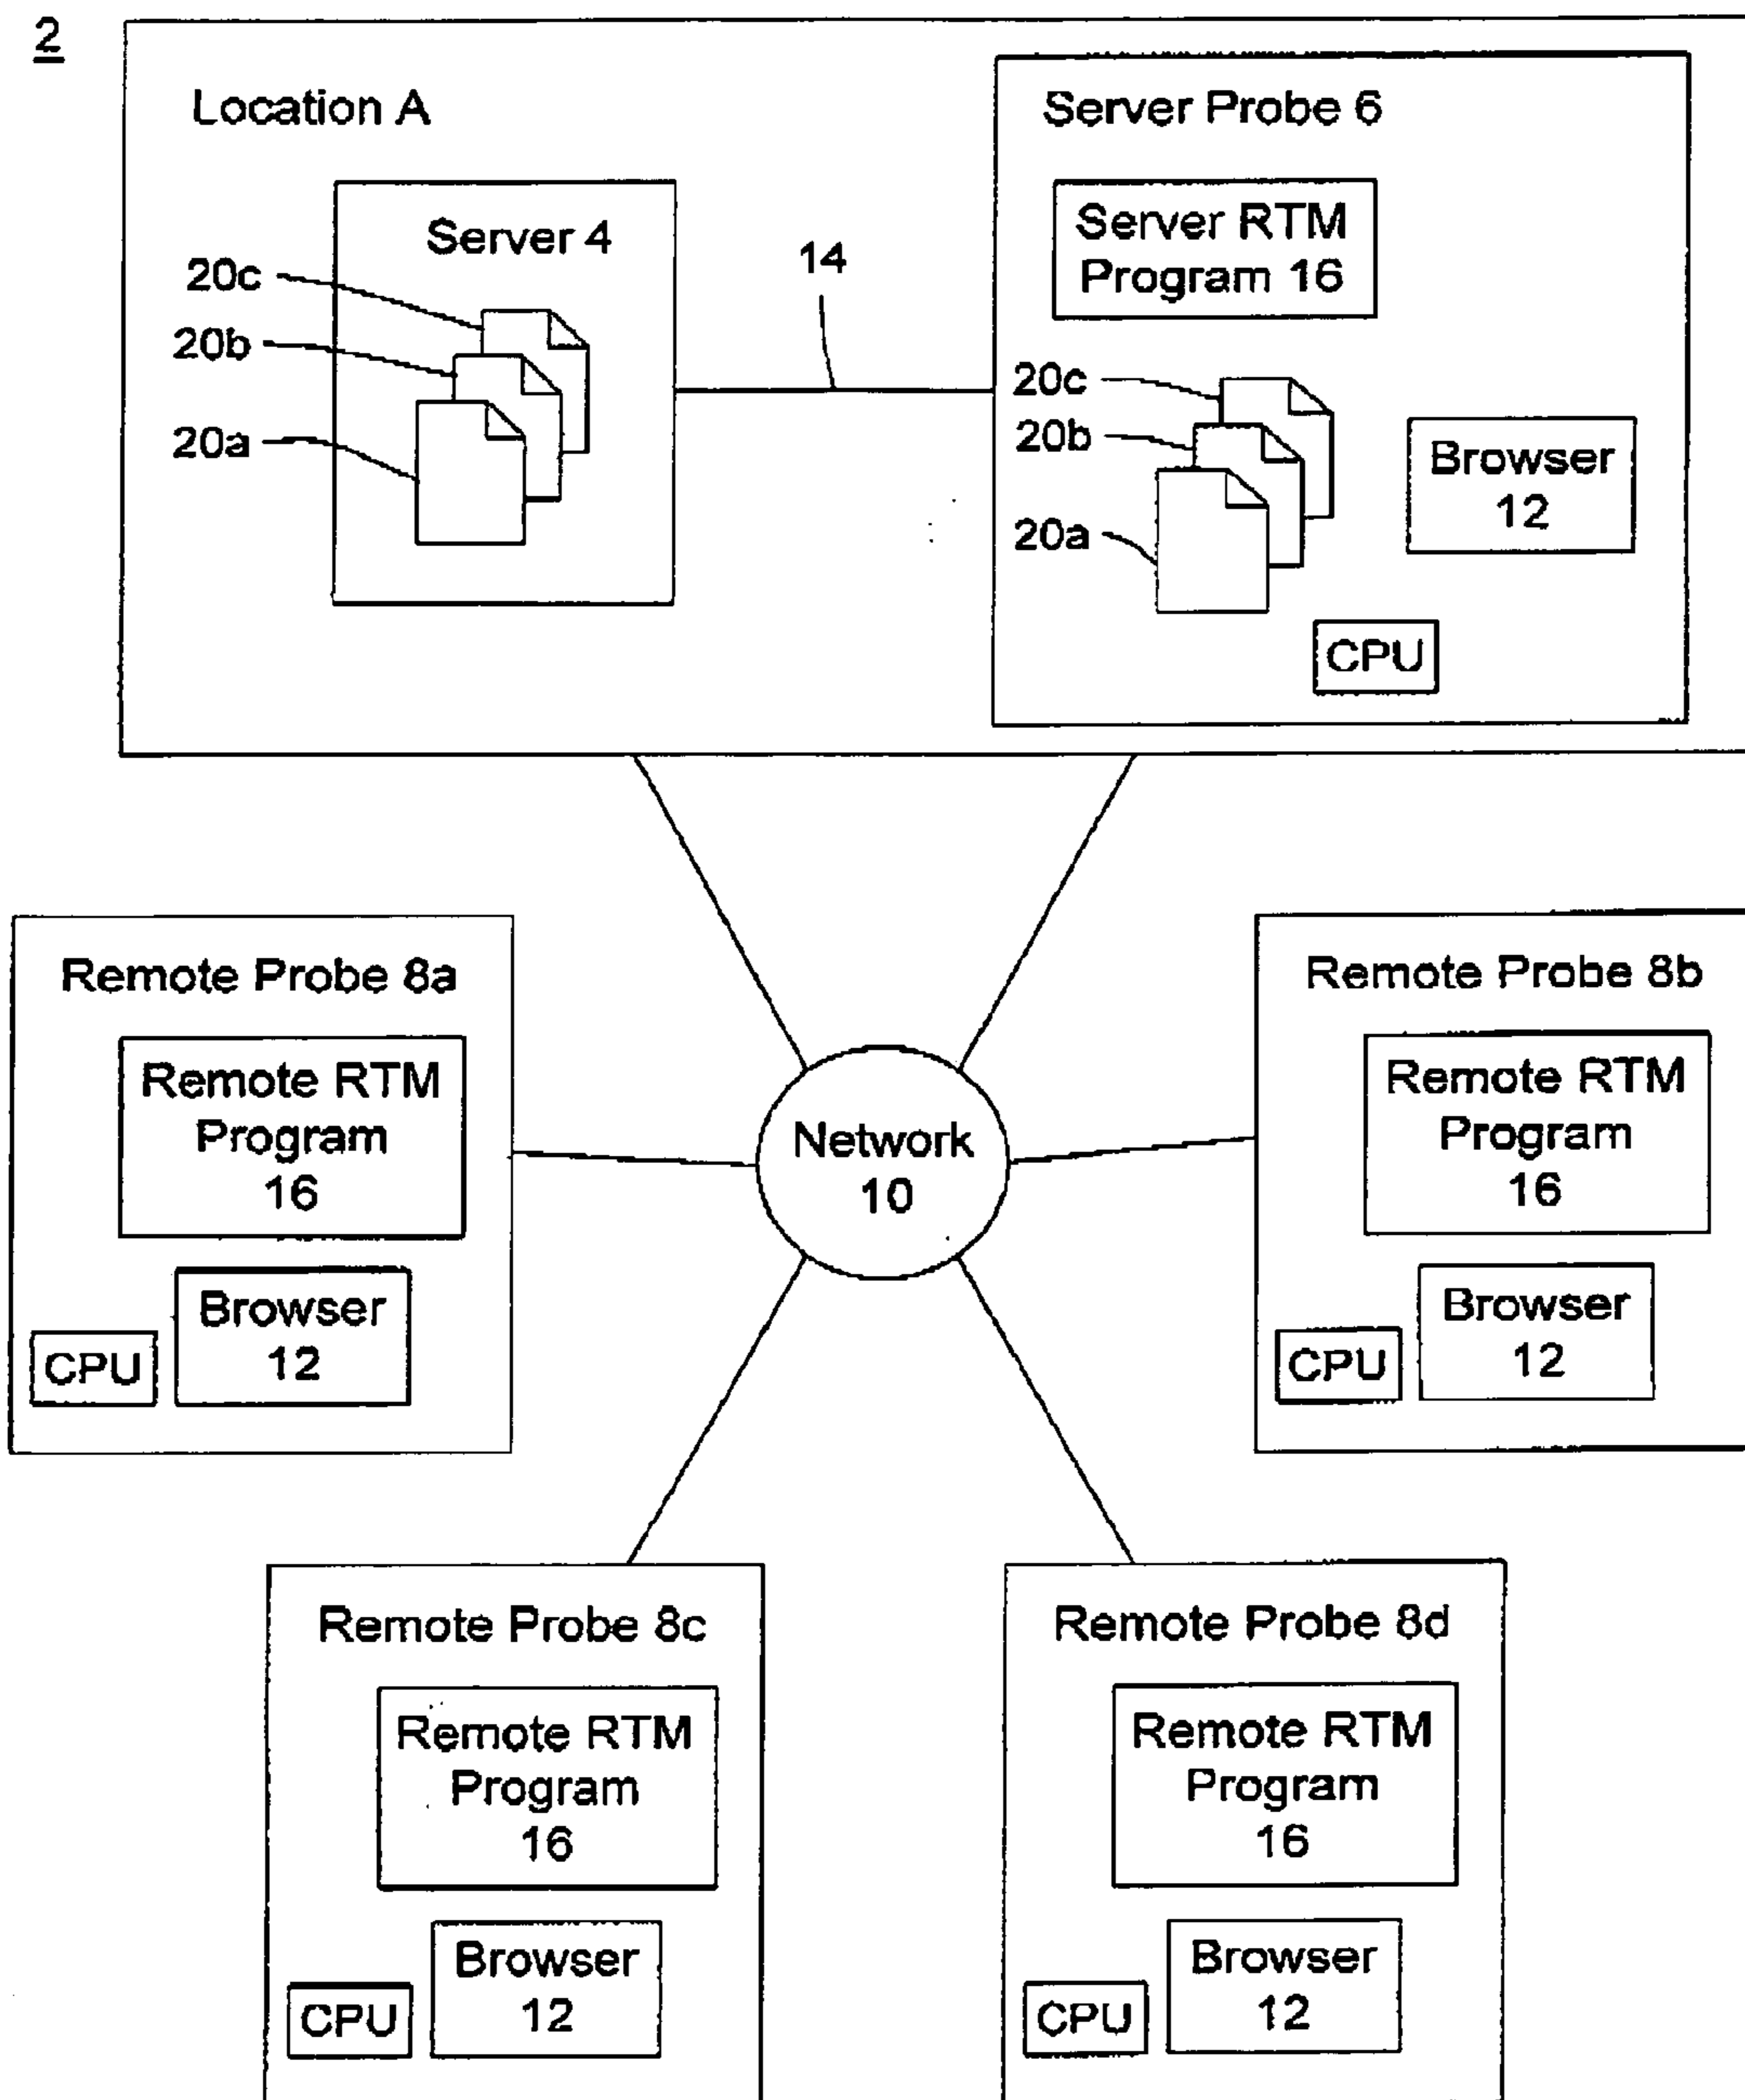 2
Location A
Server 4
20c
20b
20a
14
Server Probe 6
Server RTM
Program 16
20c
20b
20a
Browser
12
CPU
Remote Probe 8a
Remote RTM
Program
16
Browser
12
CPU
Network
10
Remote Probe 8b
Remote RTM
Program
16
Browser
12
CPU
Remote Probe 8c
Remote RTM
Program
16
Browser
12
CPU
Remote Probe 8d
Remote RTM
Program
16
Browser
12
CPU